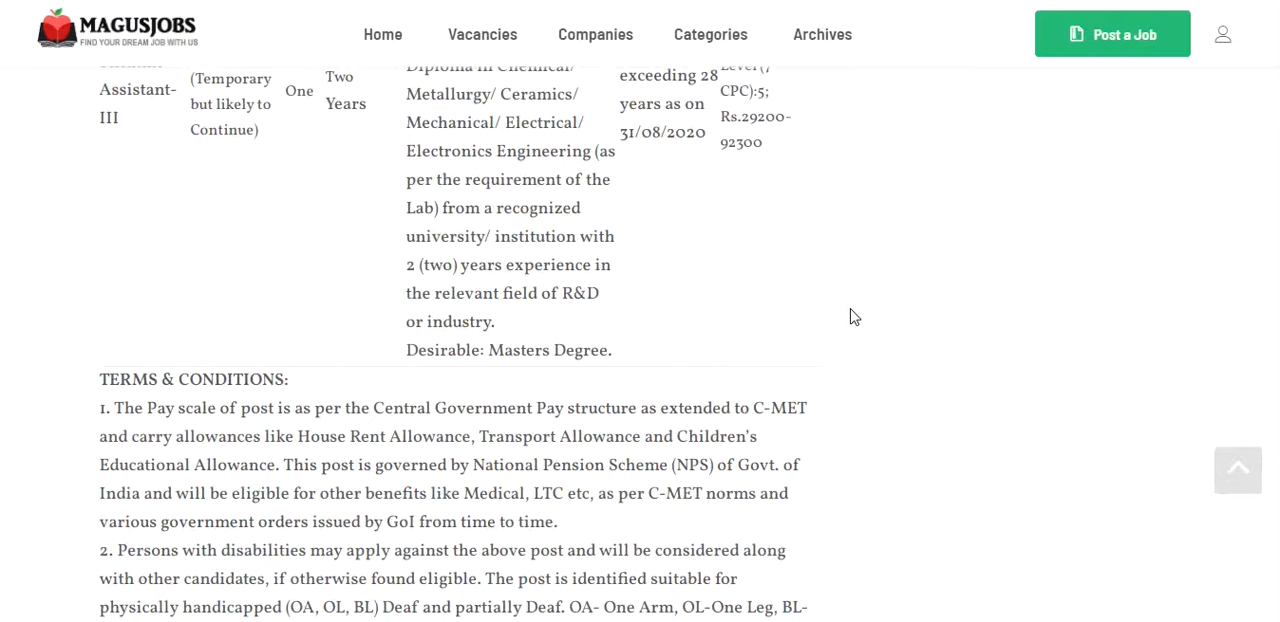 MAGUSJOBS
FIND YOUR DREAM JOB WITH US
Home
Vacancies
Companies
Categories
Archives
Post a Job
Assistant-
III
(Temporary
but likely to
Continue)
One
Two
Years
Diploma in Chemical/
Metallurgy/ Ceramics/
Mechanical/ Electrical/
Electronics Engineering (as
per the requirement of the
Lab) from a recognized
university/ institution with
2 (two) years experience in
the relevant field of R&D
or industry.
Desirable: Masters Degree.
exceeding 28
years as on
31/08/2020
Level(7
CPC):5;
Rs.29200-
92300
TERMS & CONDITIONS:
1. The Pay scale of post is as per the Central Government Pay structure as extended to C-MET
and carry allowances like House Rent Allowance, Transport Allowance and Children’s
Educational Allowance. This post is governed by National Pension Scheme (NPS) of Govt. of
India and will be eligible for other benefits like Medical, LTC etc, as per C-MET norms and
various government orders issued by GoI from time to time.
2. Persons with disabilities may apply against the above post and will be considered along
with other candidates, if otherwise found eligible. The post is identified suitable for
physically handicapped (OA, OL, BL) Deaf and partially Deaf. OA- One Arm, OL-One Leg, BL-